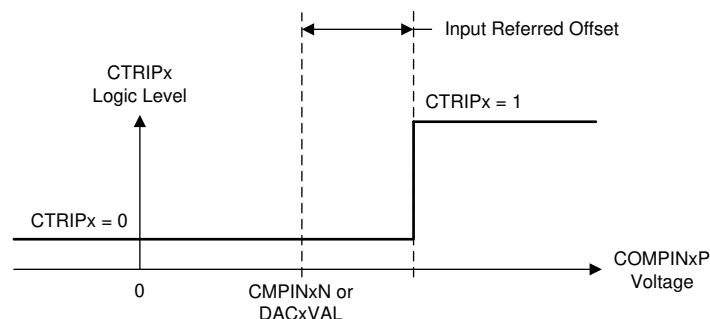 Input Referred Offset
CTRIPx
Logic Level
CTRIPx = 1
CTRIPx = 0
COMPINxP
Voltage
0
CMPINxN or
DACxVAL